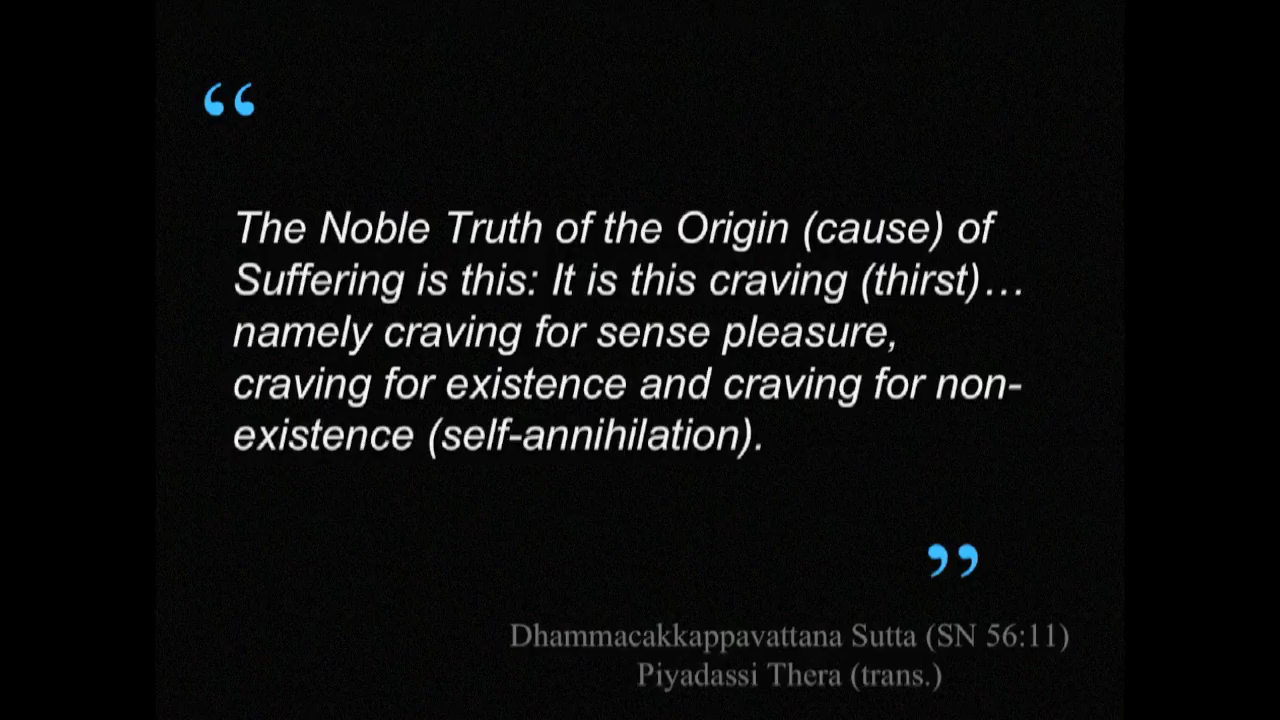 “
The Noble Truth of the Origin (cause) of
Suffering is this: It is this craving (thirst)…
namely craving for sense pleasure,
craving for existence and craving for non-
existence (self-annihilation).
”
Dhammacakkappavattana Sutta (SN 56:11)
Piyadassi Thera (trans.)